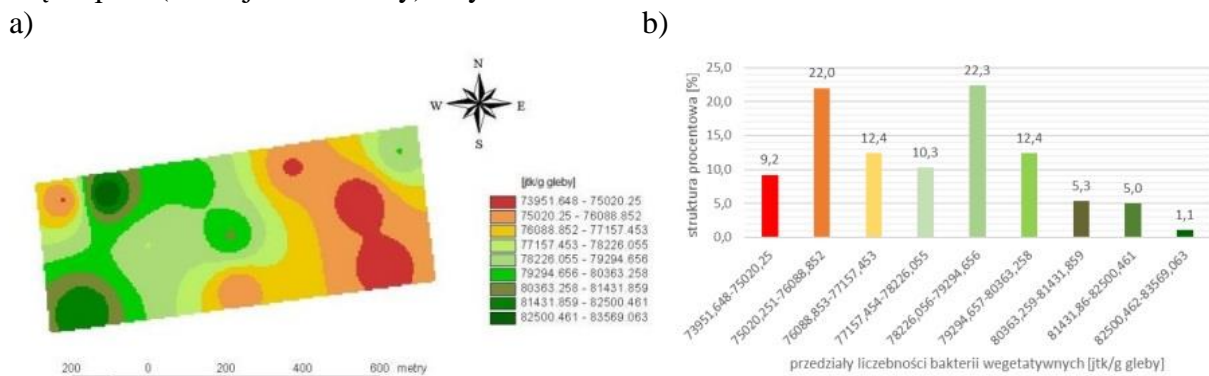 a)
b)
N
W E
S
[jtk/g gleby]
73951.648 - 75020.25
75020.25 - 76088.852
76088.852 - 77157.453
77157.453 - 78226.055
78226.055 - 79294.656
79294.656 - 80363.258
80363.258 - 81431.859
81431.859 - 82500.461
82500.461 - 83569.063
200 0 200 400 600 metry
struktura procentowa [%]
25,0
20,0
15,0
10,0
5,0
0,0
9,2
22,0
12,4
10,3
22,3
12,4
5,3
5,0
1,1
73951,648-75020,25
75020,251-76088,852
76088,853-77157,453
77157,454-78226,055
78226,056-79294,656
79294,657-80363,258
80363,259-81431,859
81431,86-82500,461
82500,462-83569,063
przedziały liczebności bakterii wegetatywnych [jtk/g gleby]